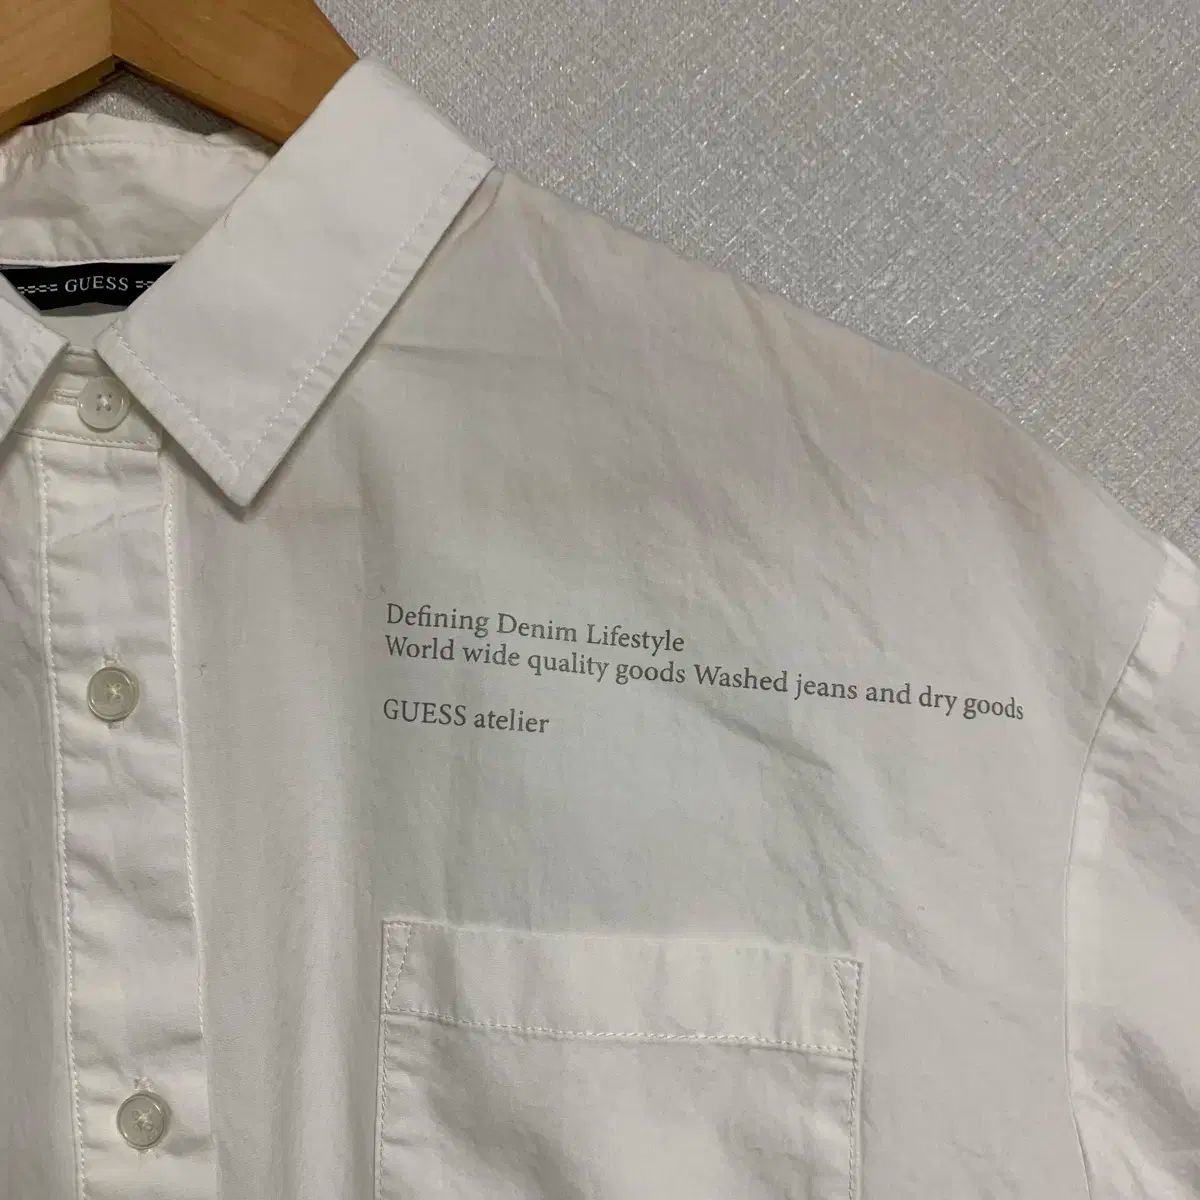 GUESS
Defining Denim Lifestyle
World wide quality goods Washed jeans and dry goods
GUESS atelier